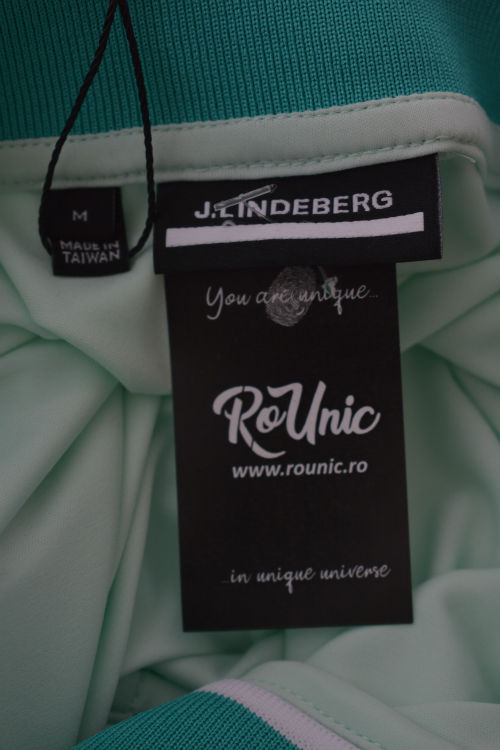 J.LINDEBERG
M
MADE IN
TAIWAN
You are unique...
RoUnic
www.rounic.ro
...in unique universe